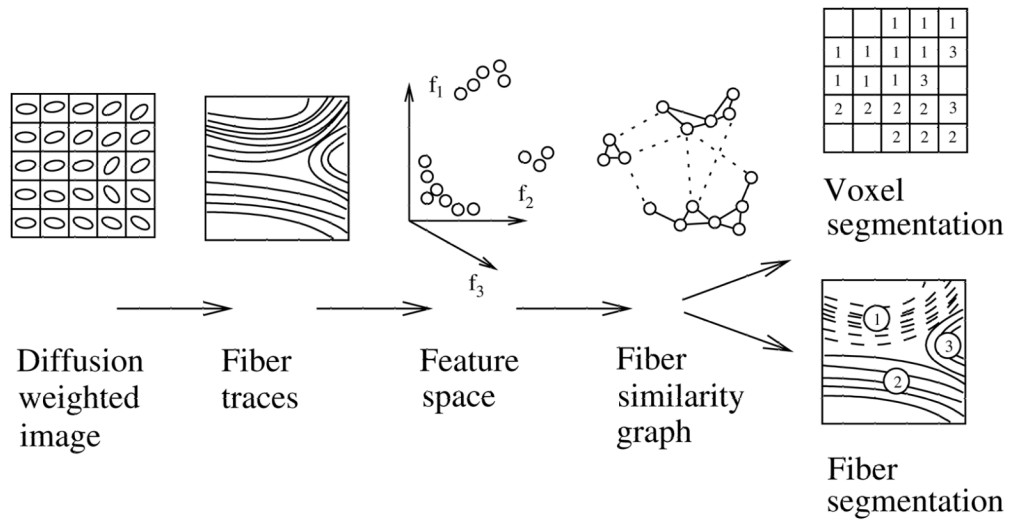 1 1 1
1 1 1 1 3
1 1 1 3
2 2 2 2 3
2 2 2
f1
f2
f3
Voxel
segmentation
Diffusion
weighted
image
Fiber
traces
Feature
space
Fiber
similarity
graph
1
3
2
Fiber
segmentation